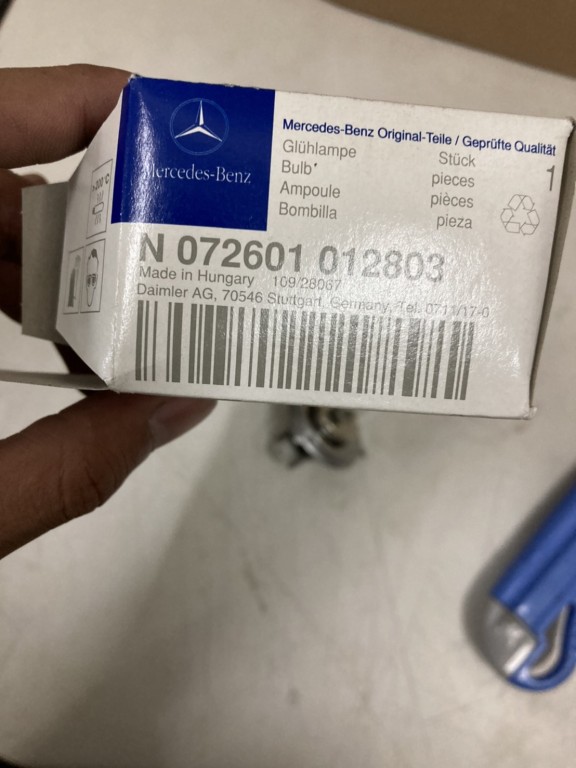 Mercedes-Benz
Mercedes-Benz Original-Teile / Geprüfte Qualität
Glühlampe Stück 1
Bulb pieces
Ampoule pièces
Bombilla pieza
N 072601 012803
Made in Hungary 109/28067
Daimler AG, 70546 Stuttgart, Germany, Tel. 0711/17-0